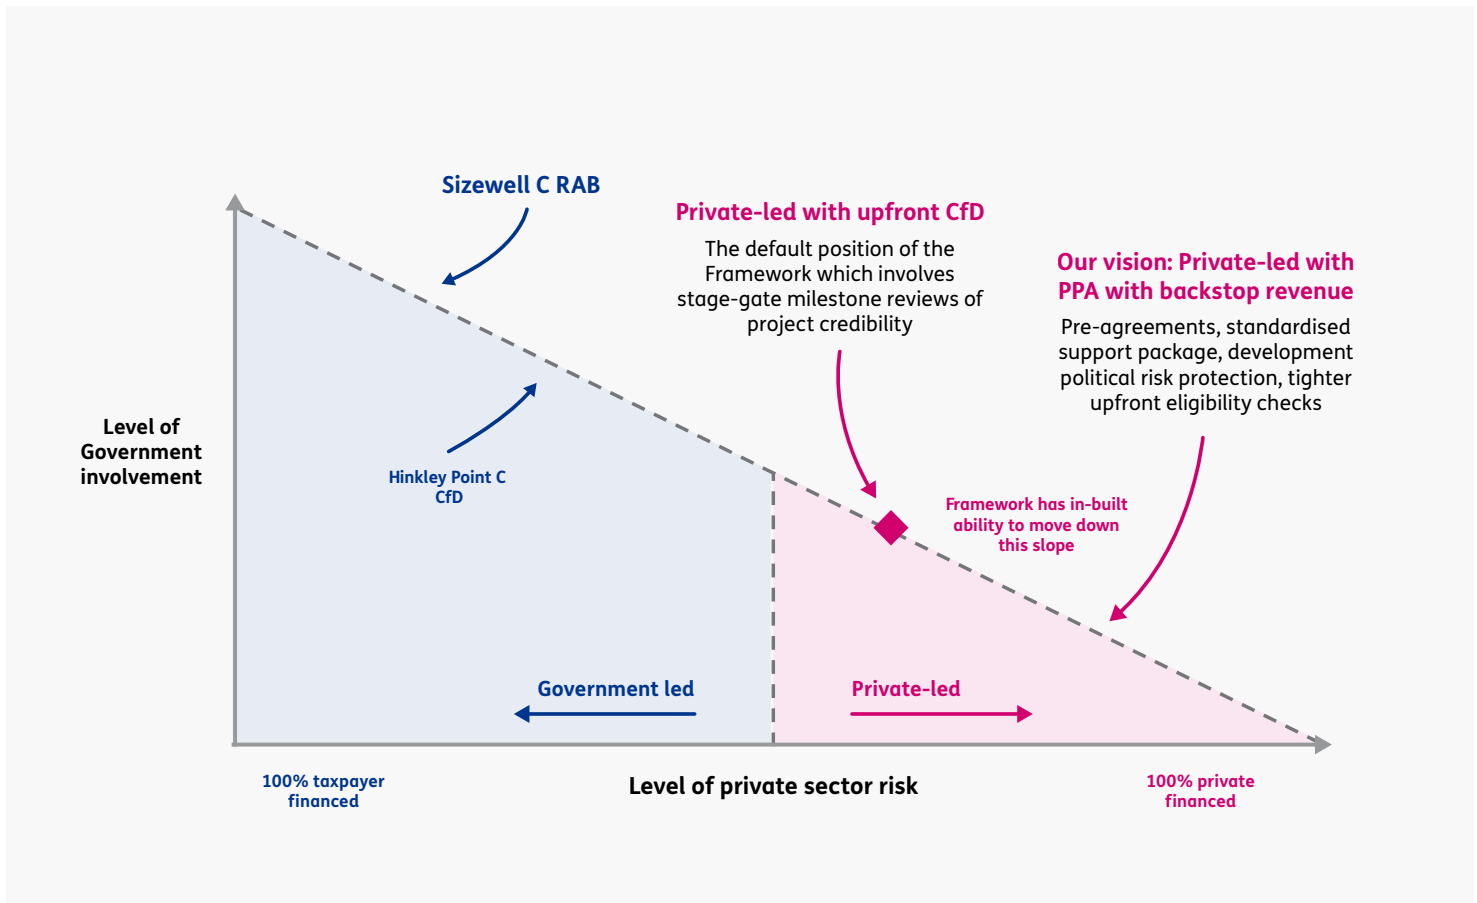 Sizewell C RAB
Private-led with upfront CfD
The default position of the
Framework which involves
stage-gate milestone reviews of
project credibility
Our vision: Private-led with
PPA with backstop revenue
Pre-agreements, standardised
support package, development
political risk protection, tighter
upfront eligibility checks
Level of
Government
involvement
Hinkley Point C
CfD
Framework has in-built
ability to move down
this slope
Government led
Private-led
100% taxpayer
financed
Level of private sector risk
100% private
financed